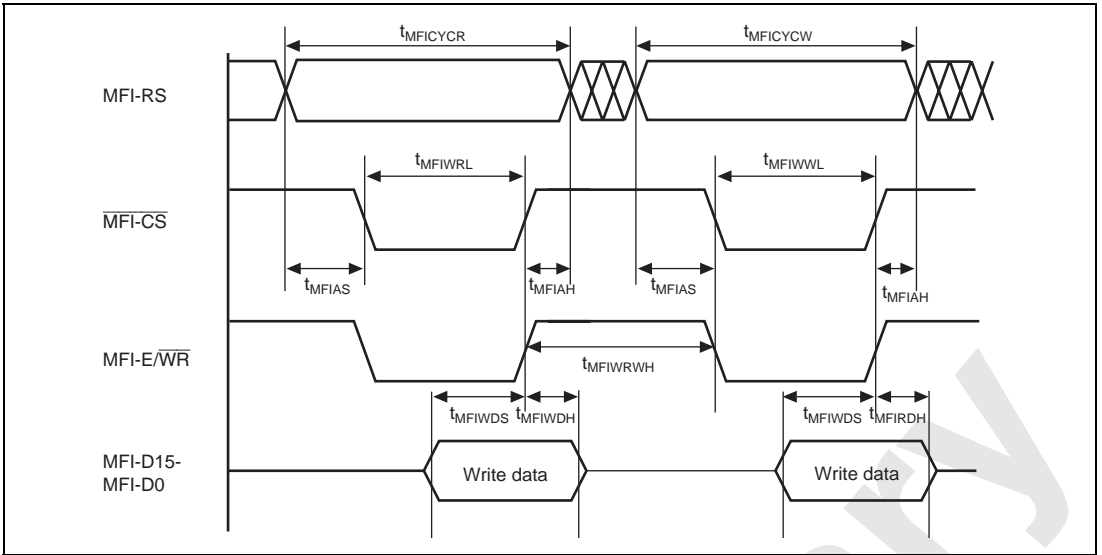 tMFICYCR tMFICYCW
MFI-RS
tMFIWRL tMFIWWL
MFI-CS
tMFIAS tMFIAH tMFIAS tMFIAH
MFI-E/WR
tMFIWRWH
tMFIWDS tMFIWDH tMFIWDS tMFIRDH
MFI-D15-
MFI-D0
Write data Write data